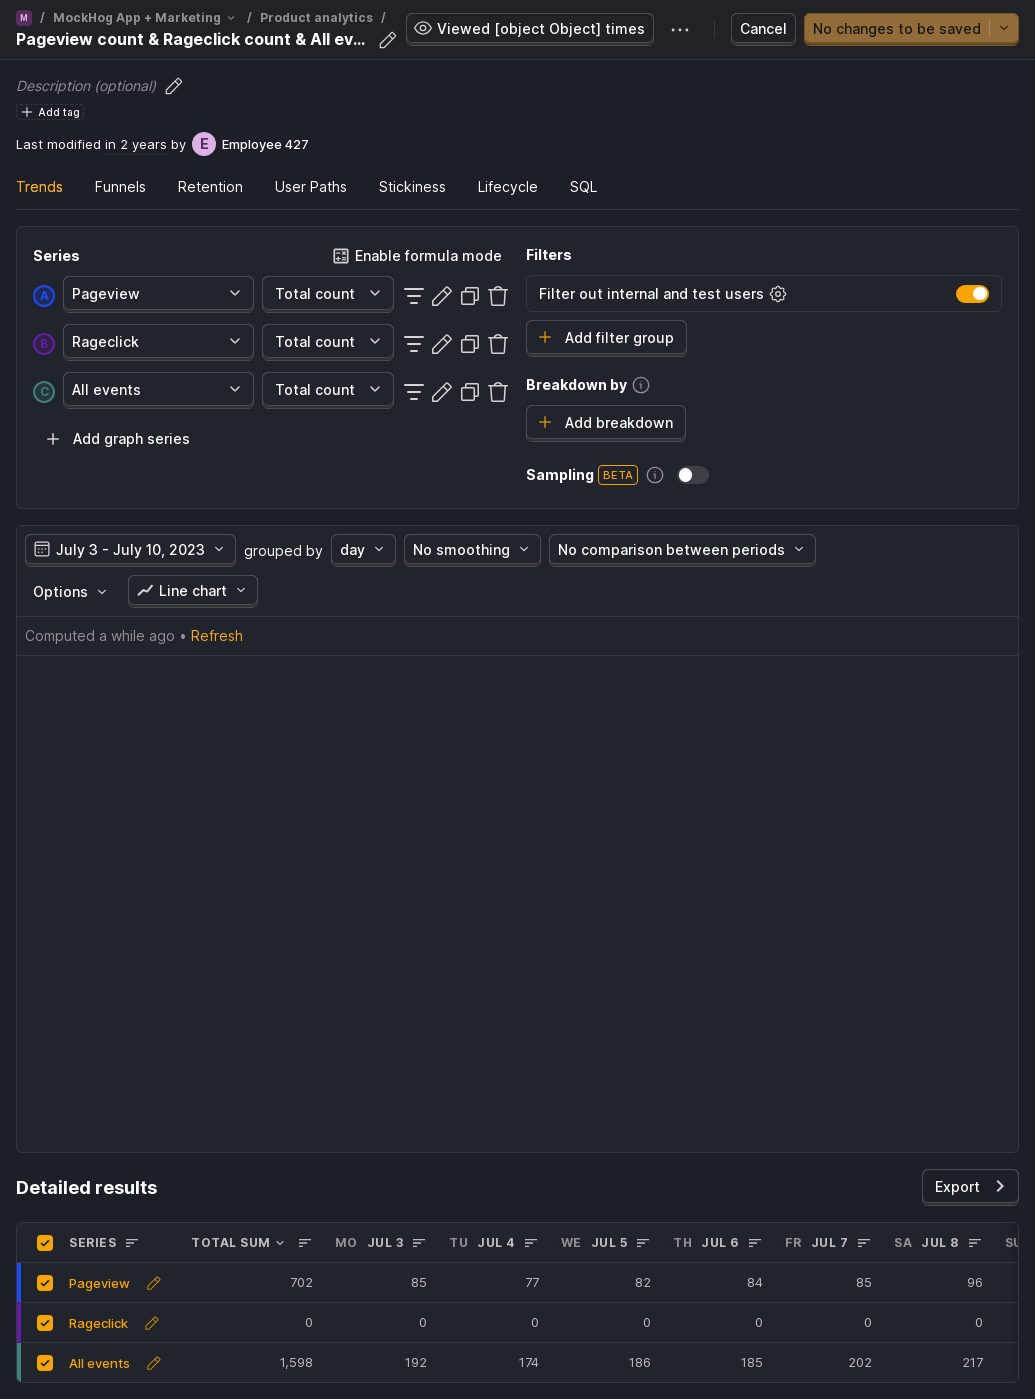 M / MockHog App + Marketing / Product analytics /
Pageview count & Rageclick count & All ev...
Viewed [object Object] times
Cancel
No changes to be saved
Description (optional)
Add tag
Last modified in 2 years by E Employee 427
Trends Funnels Retention User Paths Stickiness Lifecycle SQL
Series Enable formula mode
A Pageview Total count
B Rageclick Total count
C All events Total count
Add graph series
Filters
Filter out internal and test users
Add filter group
Breakdown by
Add breakdown
Sampling BETA
July 3 - July 10, 2023 grouped by day No smoothing No comparison between periods
Options Line chart
Computed a while ago • Refresh
Detailed results Export
SERIES TOTAL SUM MO JUL 3 TU JUL 4 WE JUL 5 TH JUL 6 FR JUL 7 SA JUL 8 SU
Pageview 702 85 77 82 84 85 96
Rageclick 0 0 0 0 0 0 0
All events 1,598 192 174 186 185 202 217